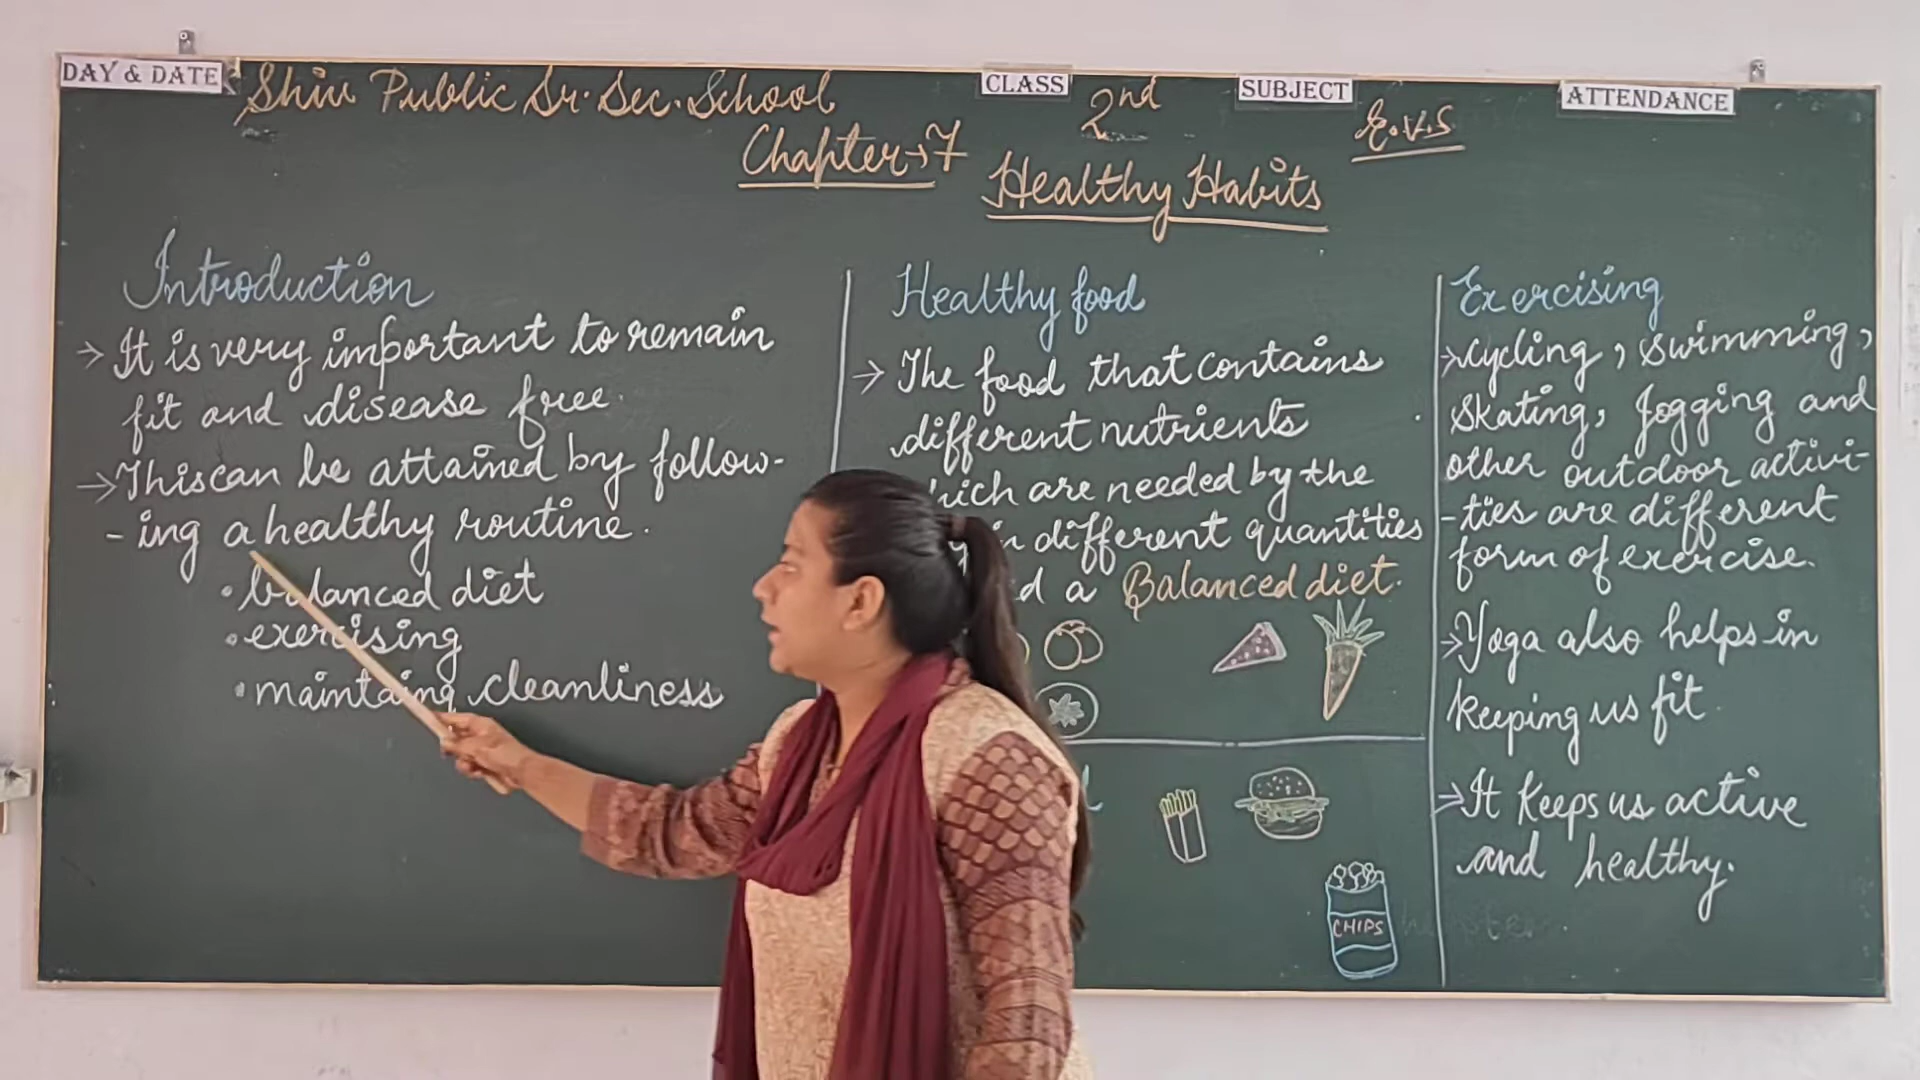 DAY & DATE
Shiv Public Sr. Sec. School
CLASS
2nd
SUBJECT
E.V.S
ATTENDANCE
Chapter→7
Healthy Habits
Introduction
→ It is very important to remain
fit and disease free.
→ This can be attained by follow-
- ing a healthy routine.
• balanced diet
• exercising
• maintaing cleanliness
Healthy food
→ The food that contains
different nutrients
hich are needed by the
different quantities
d a Balanced diet.
CHIPS
Exercising
→ Cycling, swimming,
Skating, Jogging and
other outdoor activi-
-ties are different
form of exercise.
→ Yoga also helps in
keeping us fit
→ It keeps us active
and healthy.